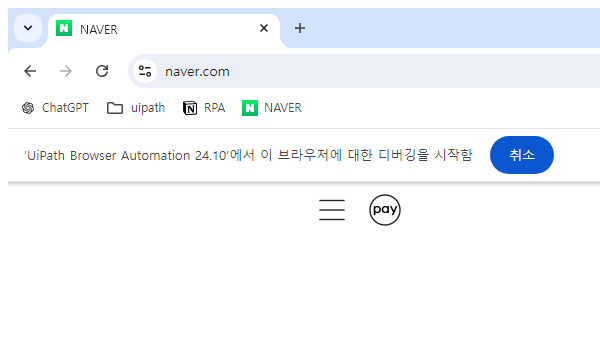 NAVER
naver.com
ChatGPT uipath RPA NAVER
'UiPath Browser Automation 24.10'에서 이 브라우저에 대한 디버깅을 시작함 취소
pay